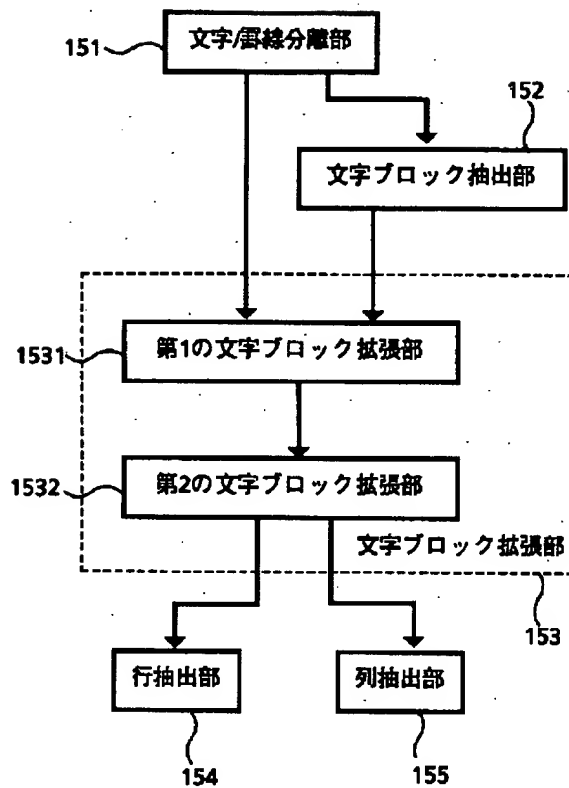 151
文字/罫線分離部
152
文字ブロック抽出部
1531
第1の文字ブロック拡張部
1532
第2の文字ブロック拡張部
文字ブロック拡張部
153
行抽出部
列抽出部
154
155